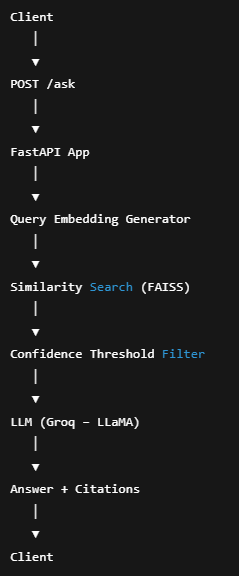 Client
│
▼
POST /ask
│
▼
FastAPI App
│
▼
Query Embedding Generator
│
▼
Similarity Search (FAISS)
│
▼
Confidence Threshold Filter
│
▼
LLM (Groq – LLaMA)
│
▼
Answer + Citations
│
▼
Client